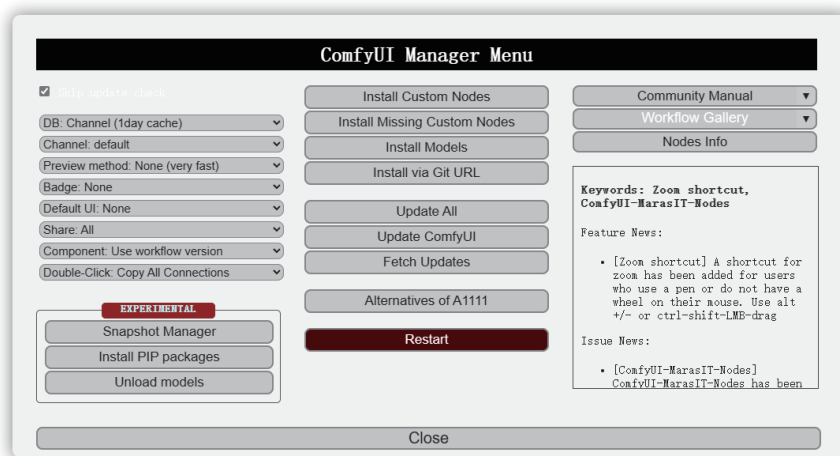 ComfyUI Manager Menu
Skip update check
DB: Channel (1day cache)
Channel: default
Preview method: None (very fast)
Badge: None
Default UI: None
Share: All
Component: Use workflow version
Double-Click: Copy All Connections
EXPERIMENTAL
Snapshot Manager
Install PIP packages
Unload models
Install Custom Nodes
Install Missing Custom Nodes
Install Models
Install via Git URL
Update All
Update ComfyUI
Fetch Updates
Alternatives of A1111
Restart
Community Manual
Workflow Gallery
Nodes Info
Keywords: Zoom shortcut,
ComfyUI-MarasIT-Nodes
Feature News:
• [Zoom shortcut] A shortcut for
zoom has been added for users
who use a pen or do not have a
wheel on their mouse. Use alt
+/- or ctrl-shift-LMB-drag
Issue News:
• [ComfyUI-MarasIT-Nodes]
ComfyUI-MarasIT-Nodes has been
Close